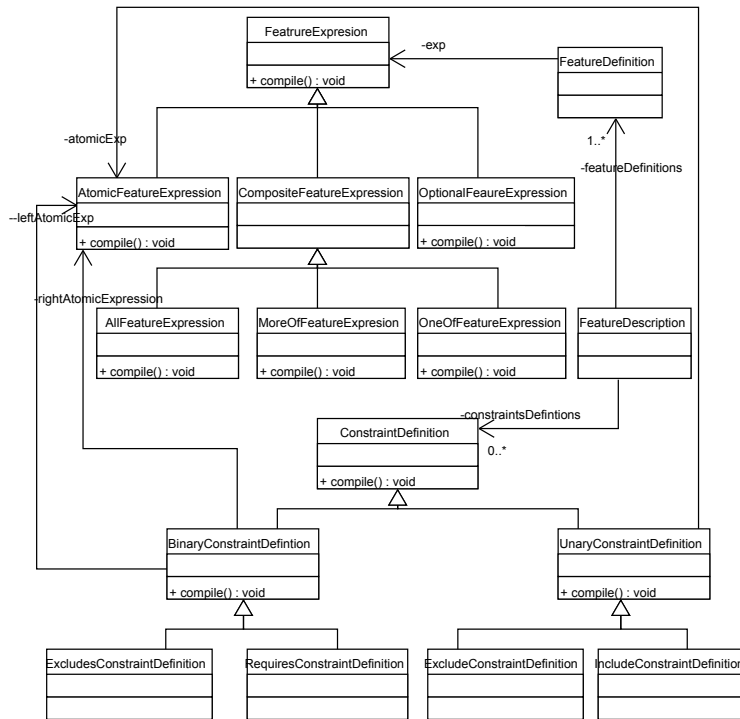 FeatrureExpresion
+ compile() : void
-exp
FeatureDefinition
-atomicExp
1..*
-featureDefinitions
AtomicFeatureExpression
+ compile() : void
CompositeFeatureExpression
OptionalFeaureExpression
+ compile() : void
--leftAtomicExp
-rightAtomicExpression
AllFeatureExpression
+ compile() : void
MoreOfFeatureExpresion
+ compile() : void
OneOfFeatureExpression
+ compile() : void
FeatureDescription
-constraintsDefintions
0..*
ConstraintDefinition
+ compile() : void
BinaryConstraintDefintion
+ compile() : void
UnaryConstraintDefinition
+ compile() : void
ExcludesConstraintDefinition
RequiresConstraintDefinition
ExcludeConstraintDefinition
IncludeConstraintDefinition